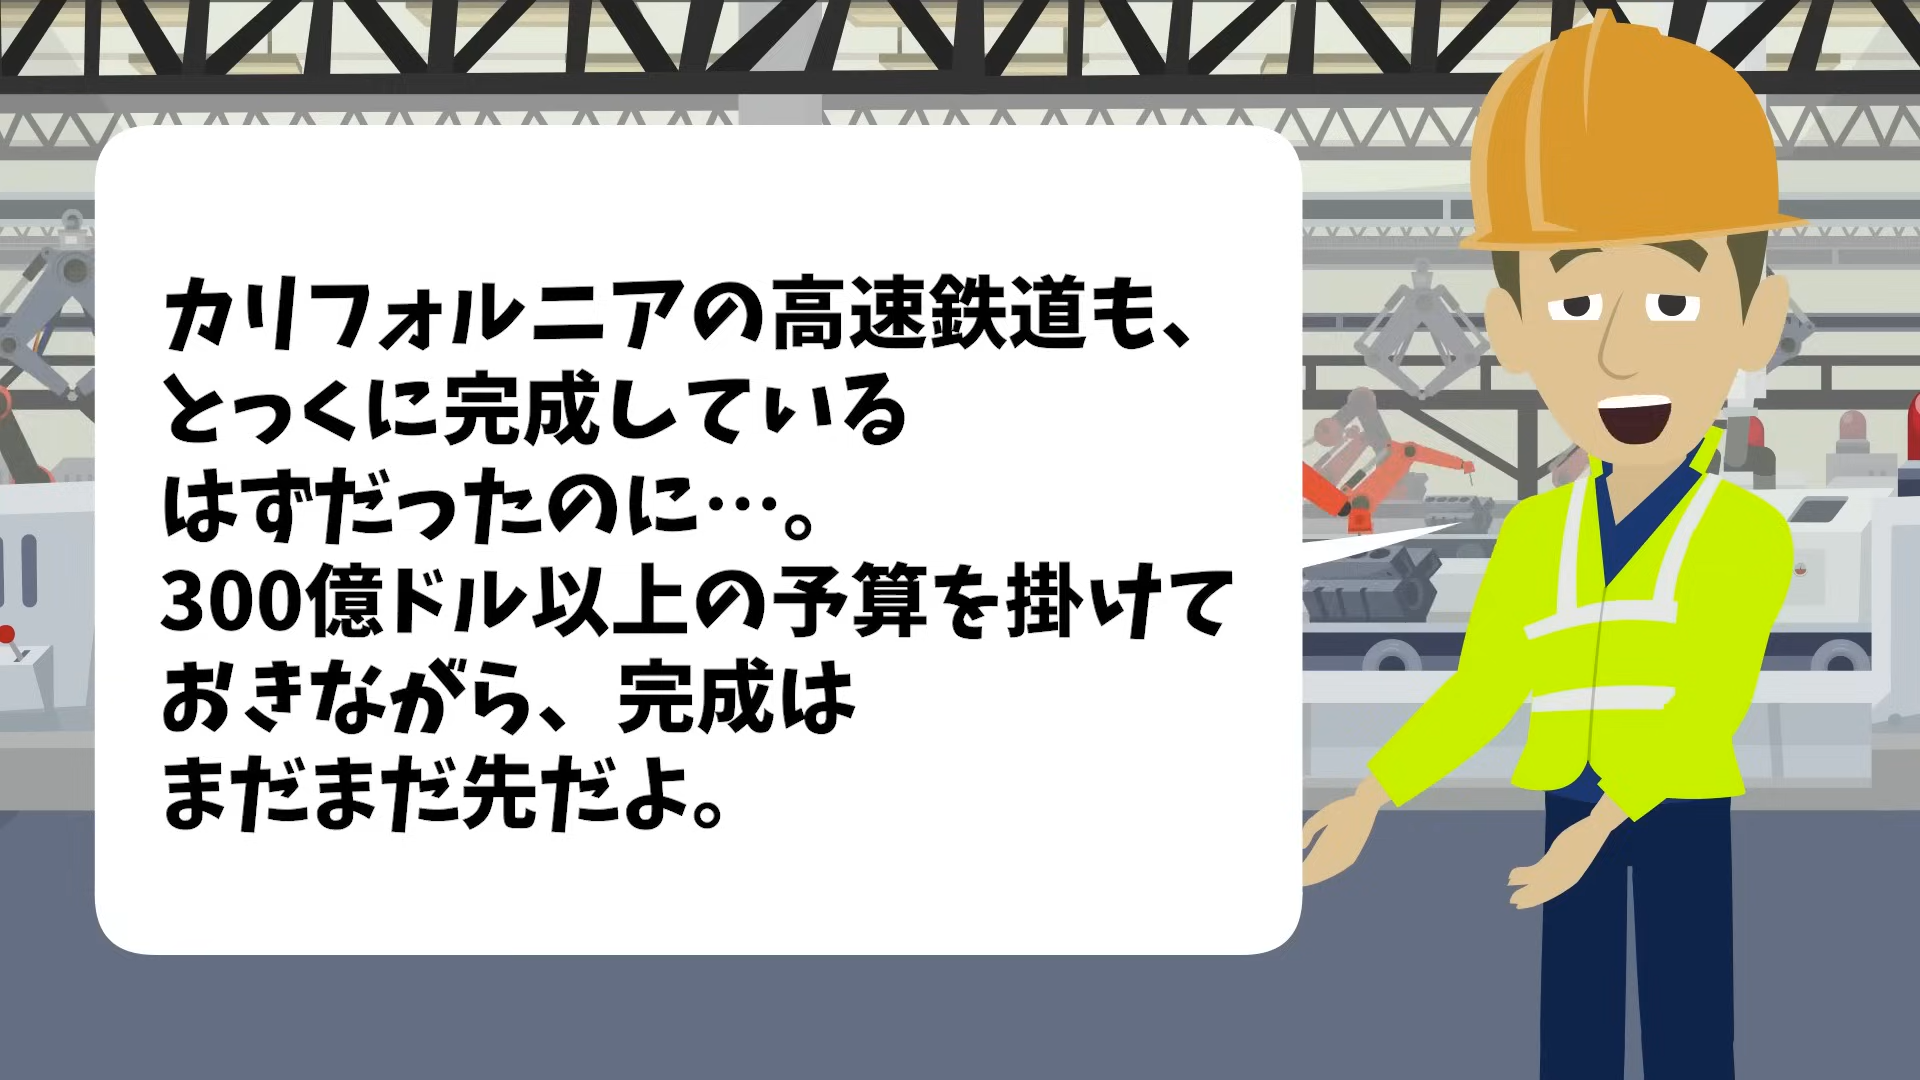 カリフォルニアの高速鉄道も、
とっくに完成している
はずだったのに…。
300億ドル以上の予算を掛けて
おきながら、完成は
まだまだ先だよ。